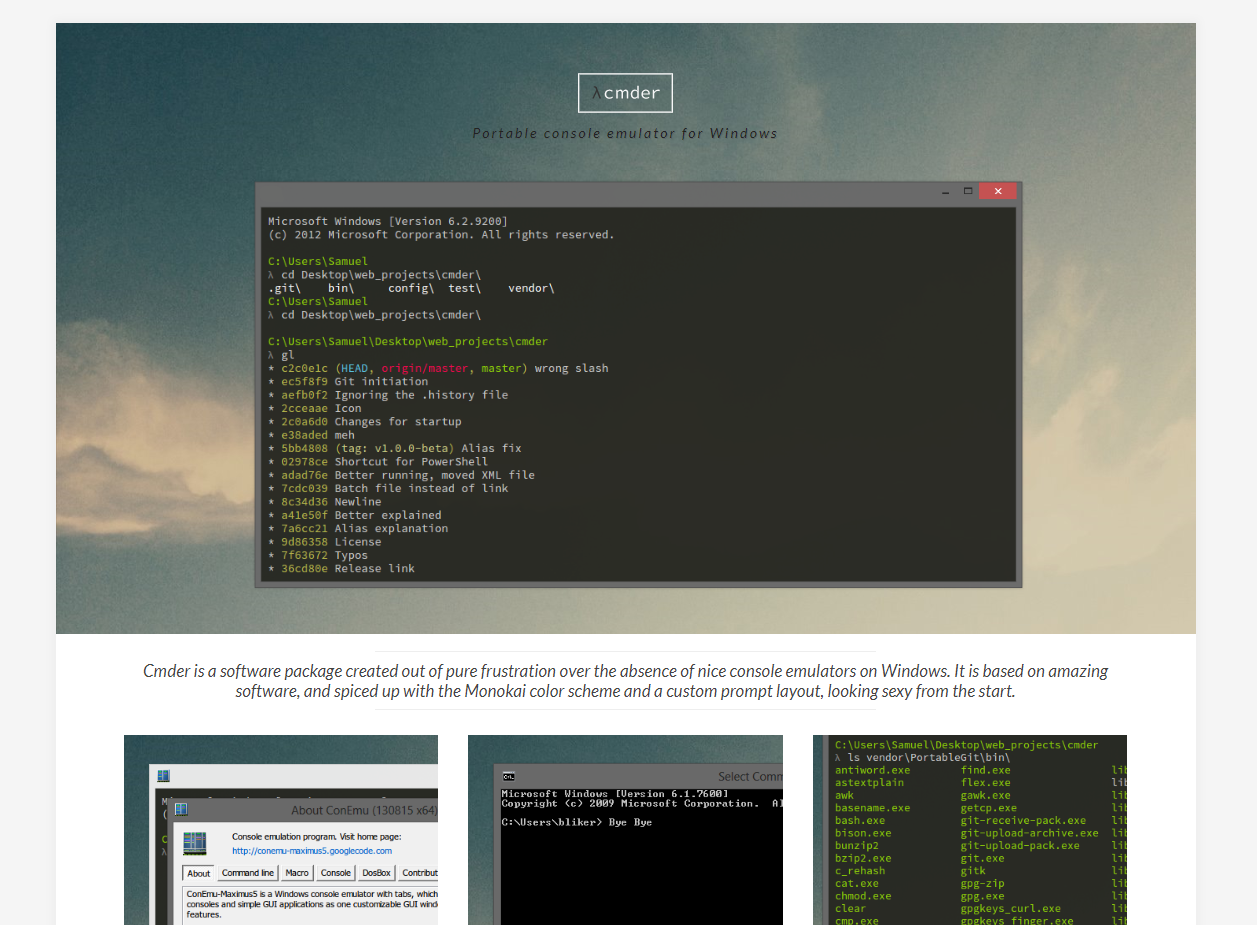 λcmder
Portable console emulator for Windows
Microsoft Windows [Version 6.2.9200]
(c) 2012 Microsoft Corporation. All rights reserved.
C:\Users\Samuel
λ cd Desktop\web_projects\cmder\
.git\ bin\ config\ test\ vendor\
C:\Users\Samuel
λ cd Desktop\web_projects\cmder\
C:\Users\Samuel\Desktop\web_projects\cmder
λ gl
* c2c0e1c (HEAD, origin/master, master) wrong slash
* ec5f8f9 Git initiation
* aefb0f2 Ignoring the .history file
* 2cceaae Icon
* 2c0a6d0 Changes for startup
* e38aded meh
* 5bb4808 (tag: v1.0.0-beta) Alias fix
* 02978ce Shortcut for PowerShell
* adad76e Better running, moved XML file
* 7cdc039 Batch file instead of link
* 8c34d36 Newline
* a41e50f Better explained
* 7a6cc21 Alias explanation
* 9d86358 License
* 7f63672 Typos
* 36cd80e Release link
Cmder is a software package created out of pure frustration over the absence of nice console emulators on Windows. It is based on amazing
software, and spiced up with the Monokai color scheme and a custom prompt layout, looking sexy from the start.
About ConEmu (130815 x64)
Console emulation program. Visit home page:
http://conemu-maximus5.googlecode.com
About Command line Macro Console DosBox Contribut
ConEmu-Maximus5 is a Windows console emulator with tabs, which
consoles and simple GUI applications as one customizable GUI wind
features.
Select Comm
Microsoft Windows [Version 6.1.7600]
Copyright (c) 2009 Microsoft Corporation. Al
C:\Users\bliker> Bye Bye
C:\Users\Samuel\Desktop\web_projects\cmder
λ ls vendor\PortableGit\bin\
antiword.exe find.exe lib
astextplain flex.exe lib
awk gawk.exe lib
basename.exe getcp.exe lib
bash.exe git-receive-pack.exe lib
bison.exe git-upload-archive.exe lib
bunzip2 git-upload-pack.exe lib
bzip2.exe git.exe lib
c_rehash gitk lib
cat.exe gpg-zip lib
chmod.exe gpg.exe lib
clear gpgkeys_curl.exe lib
cmp.exe gpgkeys_finger.exe lib